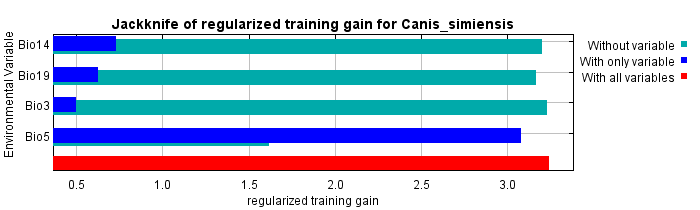 Jackknife of regularized training gain for Canis_simiensis
Environmental Variable
Bio14
Bio19
Bio3
Bio5
Without variable
With only variable
With all variables
0.5 1.0 1.5 2.0 2.5 3.0
regularized training gain